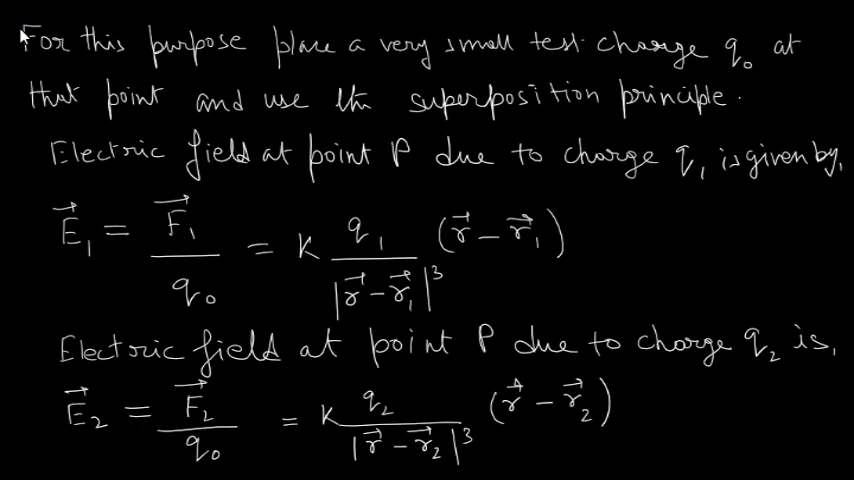 For this purpose place a very small test charge q₀ at
that point and use the superposition principle.
Electric field at point P due to charge q₁ is given by,
E⃗₁ = F⃗₁/q₀ = K q₁/|r⃗ - r⃗₁|³ (r⃗ - r⃗₁)
Electric field at point P due to charge q₂ is,
E⃗₂ = F⃗₂/q₀ = K q₂/|r⃗ - r⃗₂|³ (r⃗ - r⃗₂)